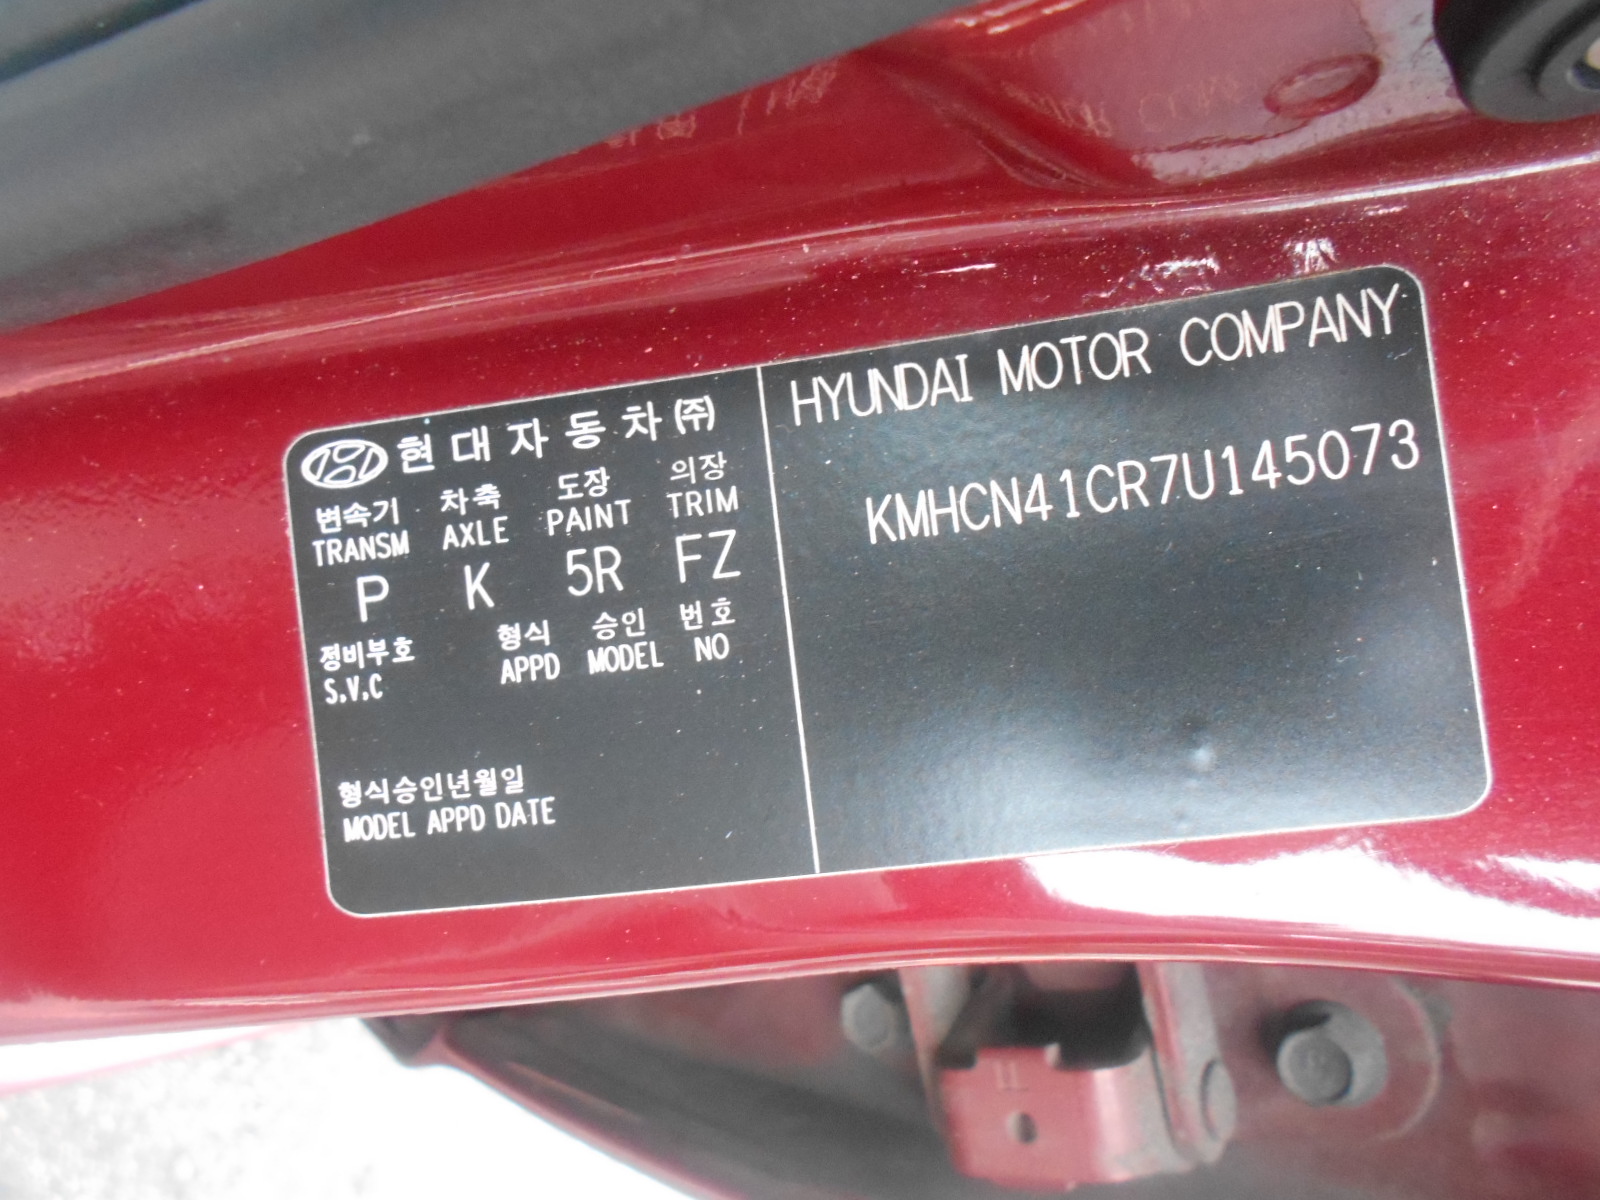 현대자동차㈜
변속기 차축 도장 의장
TRANSM AXLE PAINT TRIM
P K 5R FZ
정비부호 형식 승인 번호
S.V.C APPD MODEL NO
형식승인년월일
MODEL APPD DATE
HYUNDAI MOTOR COMPANY
KMHCN41CR7U145073